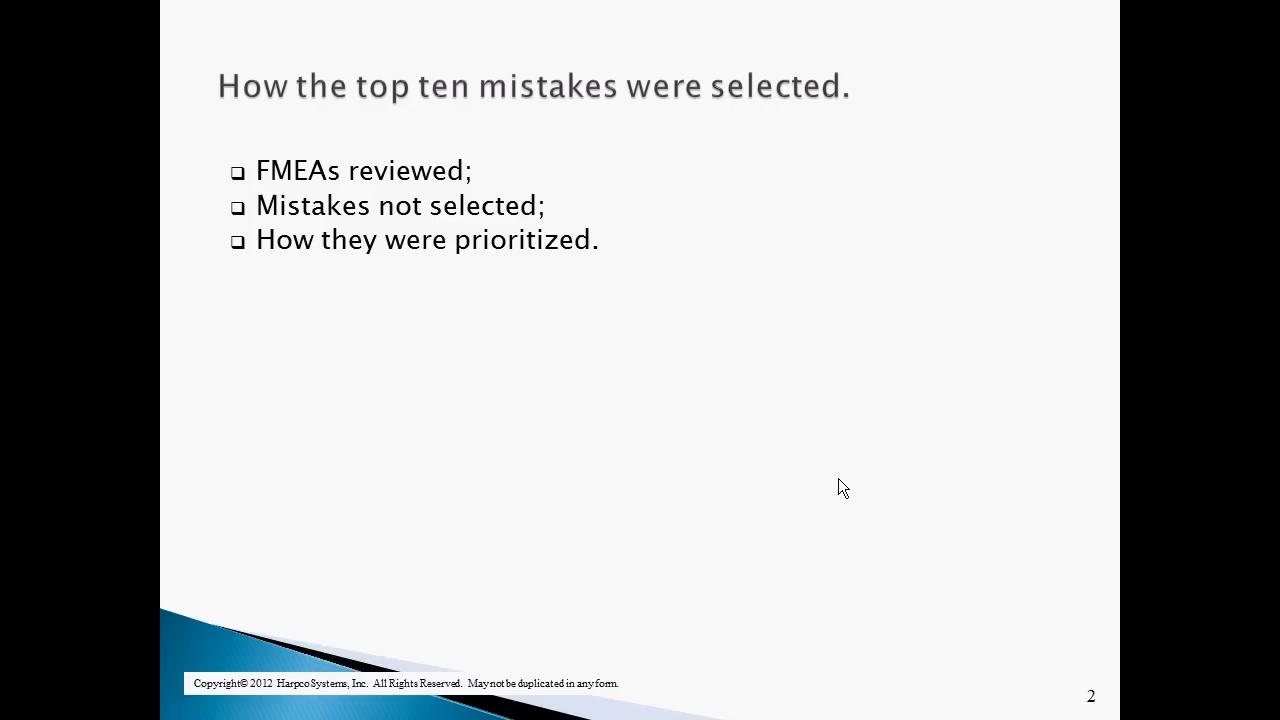 How the top ten mistakes were selected.
❑ FMEAs reviewed;
❑ Mistakes not selected;
❑ How they were prioritized.
Copyright© 2012 Harpco Systems, Inc. All Rights Reserved. May not be duplicated in any form.
2